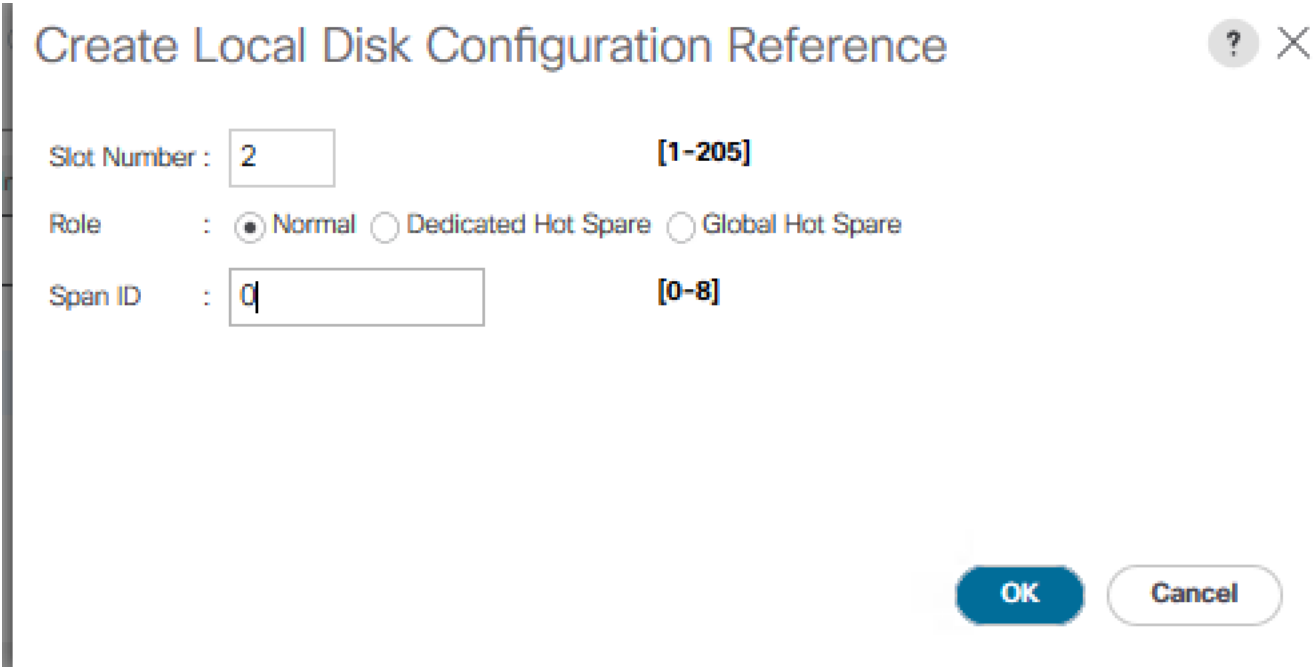 Create Local Disk Configuration Reference ? ×
Slot Number : 2 [1-205]
Role : Normal Dedicated Hot Spare Global Hot Spare
Span ID : 0 [0-8]
OK Cancel